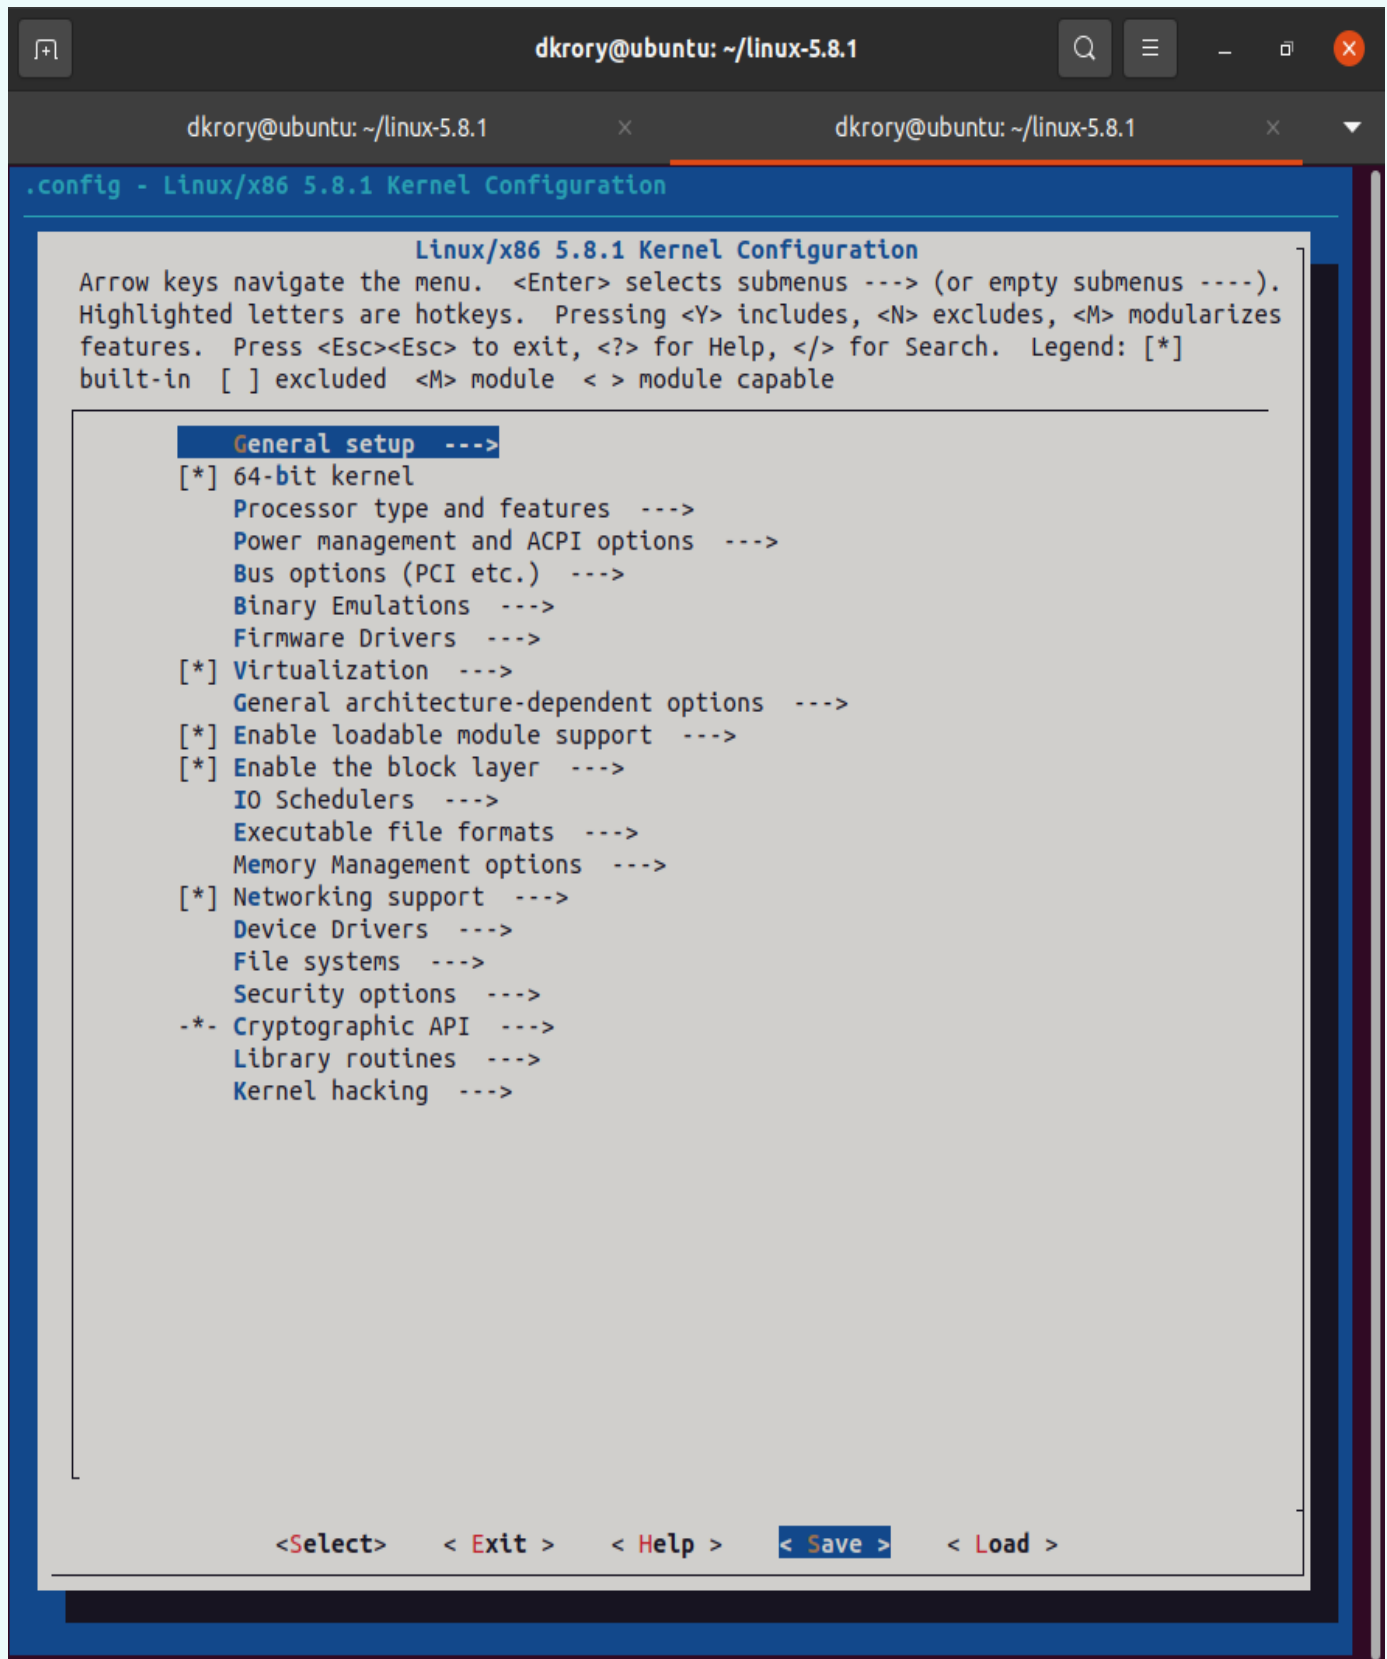 dkrory@ubuntu: ~/linux-5.8.1
dkrory@ubuntu: ~/linux-5.8.1 × dkrory@ubuntu: ~/linux-5.8.1 ×
.config - Linux/x86 5.8.1 Kernel Configuration
Linux/x86 5.8.1 Kernel Configuration
Arrow keys navigate the menu.  <Enter> selects submenus ---> (or empty submenus ----).
Highlighted letters are hotkeys.  Pressing <Y> includes, <N> excludes, <M> modularizes
features.  Press <Esc><Esc> to exit, <?> for Help, </> for Search.  Legend: [*]
built-in  [ ] excluded  <M> module  < > module capable
General setup  --->
[*] 64-bit kernel
Processor type and features  --->
Power management and ACPI options  --->
Bus options (PCI etc.)  --->
Binary Emulations  --->
Firmware Drivers  --->
[*] Virtualization  --->
General architecture-dependent options  --->
[*] Enable loadable module support  --->
[*] Enable the block layer  --->
IO Schedulers  --->
Executable file formats  --->
Memory Management options  --->
[*] Networking support  --->
Device Drivers  --->
File systems  --->
Security options  --->
-*- Cryptographic API  --->
Library routines  --->
Kernel hacking  --->
<Select>    < Exit >    < Help >    < Save >    < Load >